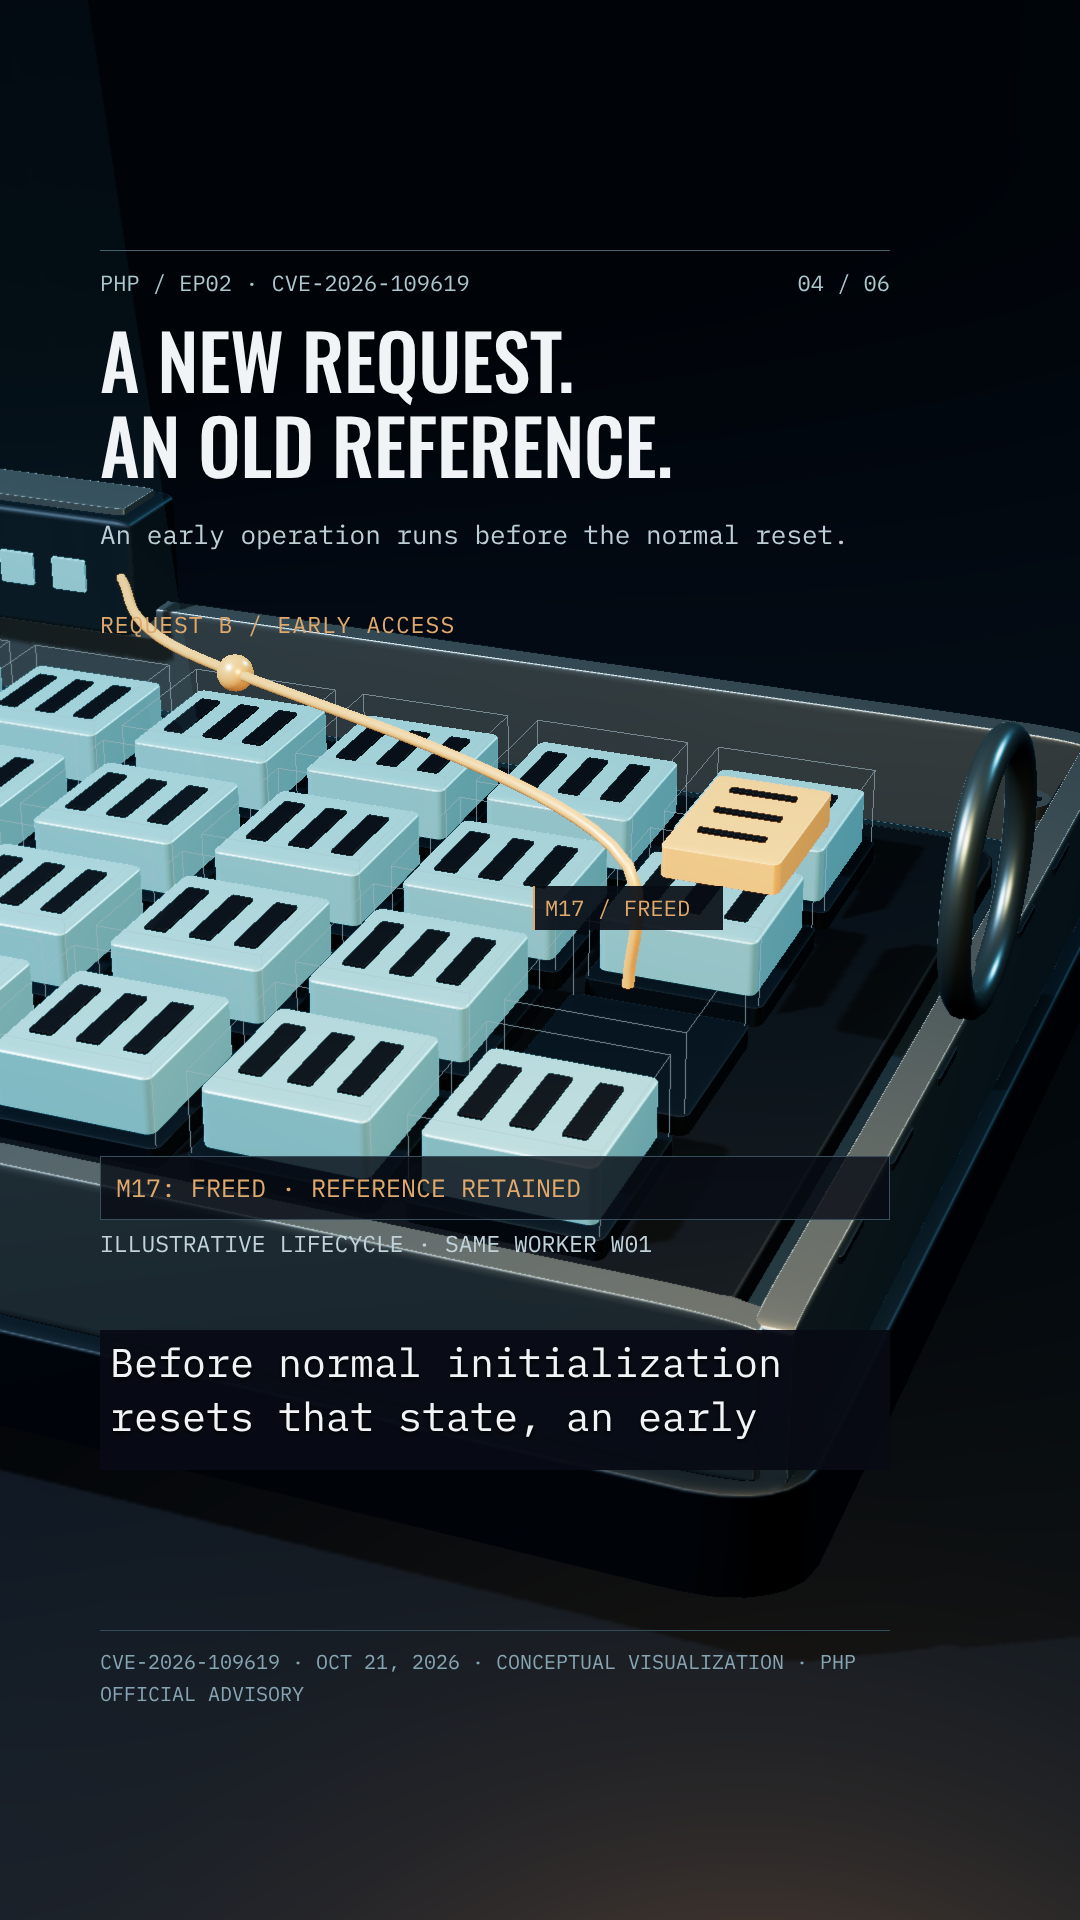 PHP / EP02 · CVE-2026-109619
04 / 06
A NEW REQUEST.
AN OLD REFERENCE.
An early operation runs before the normal reset.
REQUEST B / EARLY ACCESS
M17 / FREED
M17: FREED · REFERENCE RETAINED
ILLUSTRATIVE LIFECYCLE · SAME WORKER W01
Before normal initialization
resets that state, an early
CVE-2026-109619 · OCT 21, 2026 · CONCEPTUAL VISUALIZATION · PHP
OFFICIAL ADVISORY